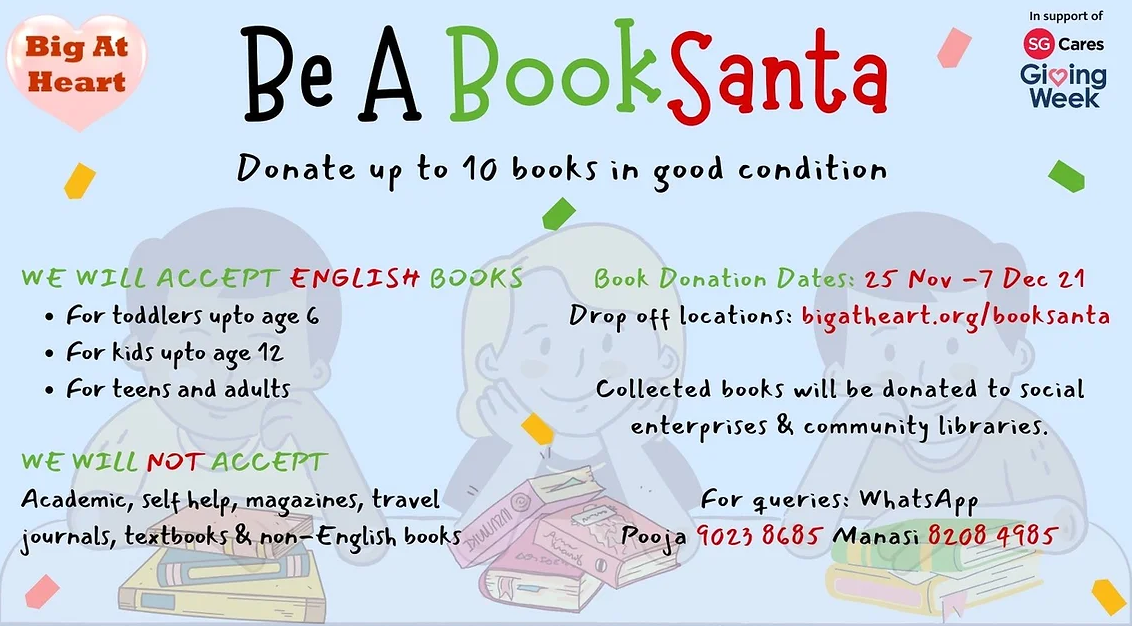 Big At
Heart
Be A BookSanta
In support of
SG Cares
Giving
Week
Donate up to 10 books in good condition
WE WILL ACCEPT ENGLISH BOOKS
• For toddlers upto age 6
• For kids upto age 12
• For teens and adults
WE WILL NOT ACCEPT
Academic, self help, magazines, travel
journals, textbooks & non-English books
Book Donation Dates: 25 Nov -7 Dec 21
Drop off locations: bigatheart.org/booksanta
Collected books will be donated to social
enterprises & community libraries.
For queries: WhatsApp
Pooja 9023 8685 Manasi 8208 4985